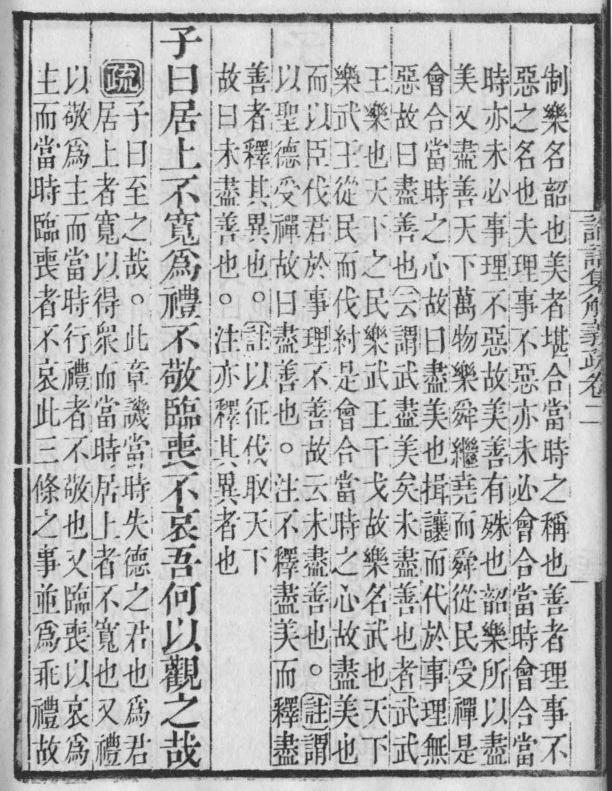 制樂名韶也美者堪合當時之稱也善者理事不
惡之名也夫理事不惡亦未必會合當時會合當
時亦未必事理不惡故美善有殊也韶樂所以盡
美又盡善天下萬物樂舜繼堯而舜從民受禪是
會合當時之心故曰盡美也揖讓而代於事理無
惡故曰盡善也云謂武盡美矣未盡善也者武武
王樂也天下之民樂武王干戈故樂名武也天下
樂武王從民而伐紂是會合當時之心故盡美也
而以臣伐君於事理不善故云未盡善也。註謂
以聖德受禪故曰盡善也。注不釋盡美而釋盡
善者釋其異也。註以征伐取天下
故曰未盡善也。注亦釋其異者也
子曰居上不寬爲禮不敬臨喪不哀吾何以觀之哉
疏子曰至之哉。此章譏當時失德之君也爲君
居上者寬以得衆而當時居上者不寬也又禮
以敬爲主而當時行禮者不敬也又臨喪以哀爲
主而當時臨喪者不哀此三條之事並爲乖禮故
論語集解義疏卷二